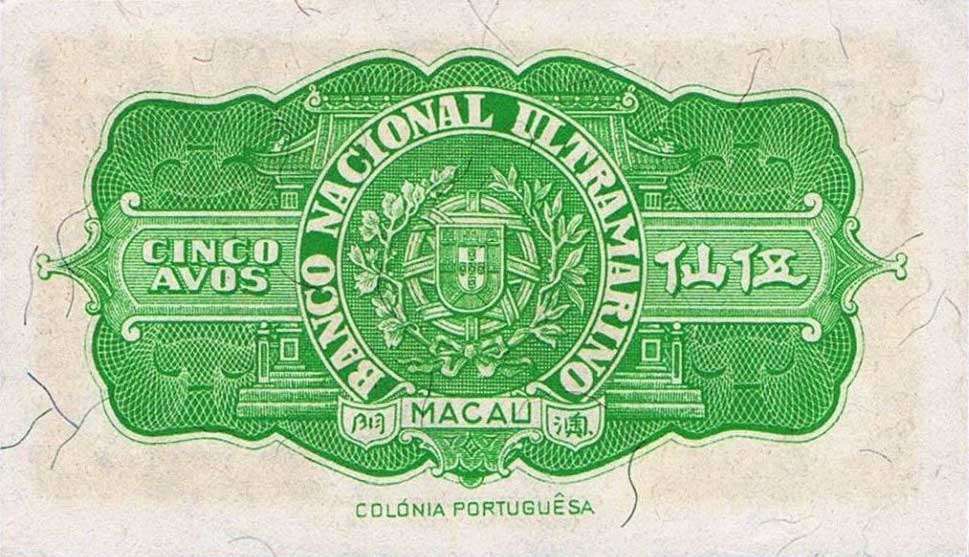 BANCO NACIONAL ULTRAMARINO
CINCO
AVOS
仙伍
門
MACAU
澳
COLÓNIA PORTUGUÊSA